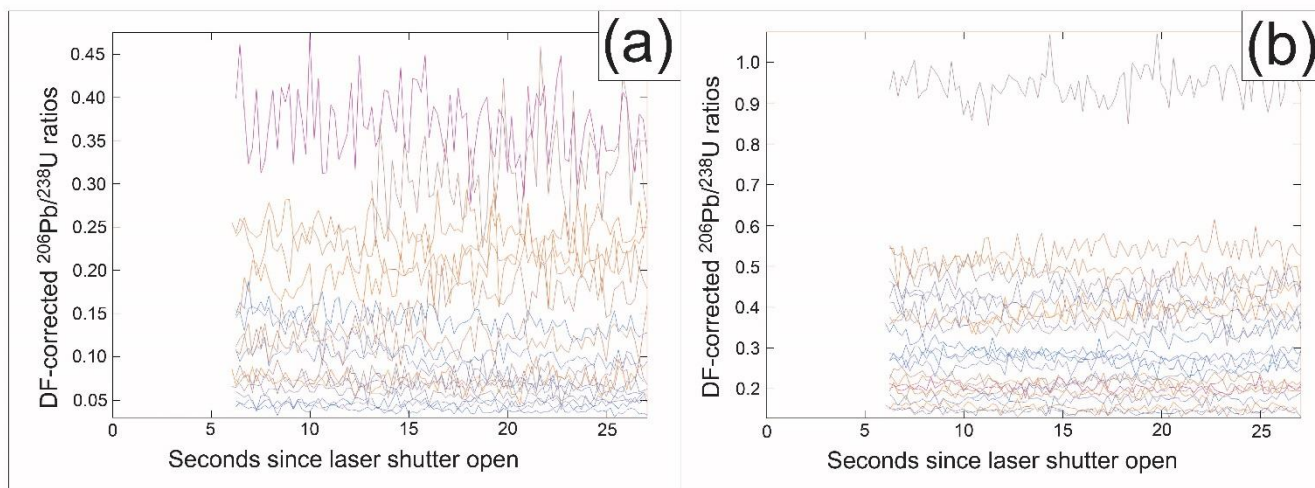 (a)
DF-corrected ²⁰⁶Pb/²³⁸U ratios
0.45
0.40
0.35
0.30
0.25
0.20
0.15
0.10
0.05
0 5 10 15 20 25
Seconds since laser shutter open
(b)
DF-corrected ²⁰⁶Pb/²³⁸U ratios
1.0
0.9
0.8
0.7
0.6
0.5
0.4
0.3
0.2
0 5 10 15 20 25
Seconds since laser shutter open